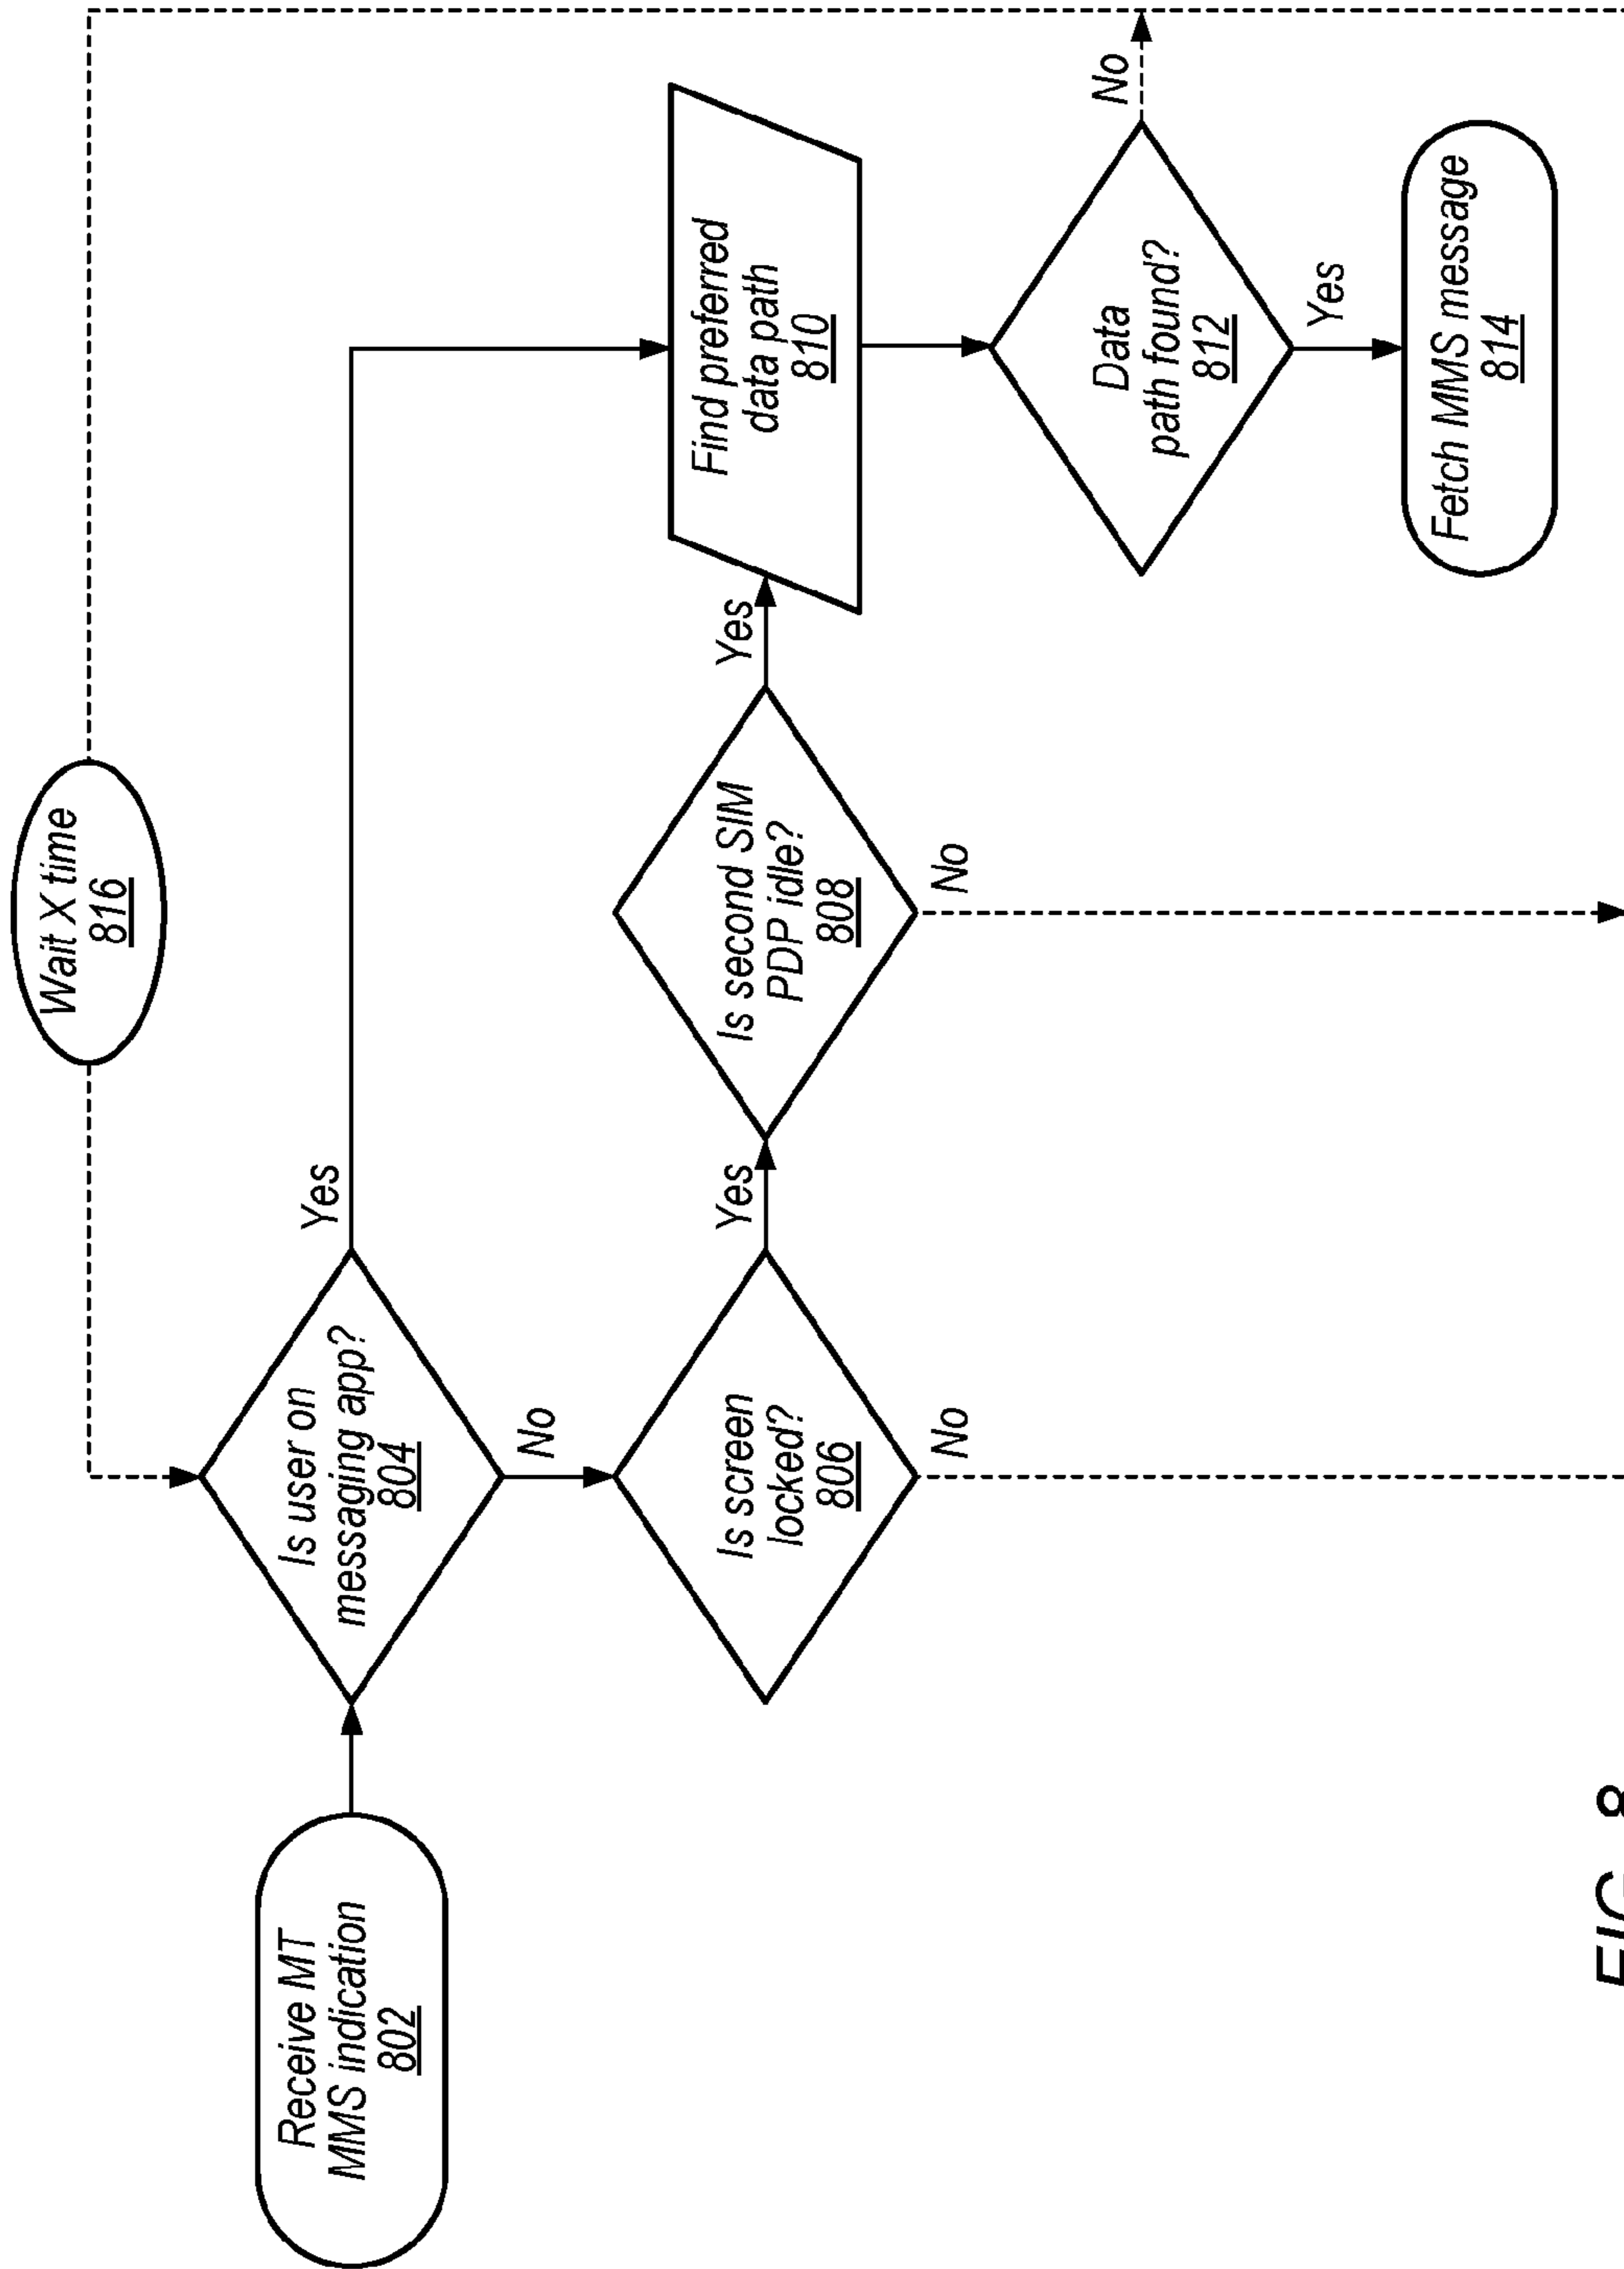 Receive MT
MMS indication
802
Is user on
messaging app?
804
Yes
No
Wait X time
816
Is screen
locked?
806
Yes
No
Is second SIM
PDP idle?
808
Yes
No
Find preferred
data path
810
Data
path found?
812
No
Yes
Fetch MMS message
814
FIG. 8